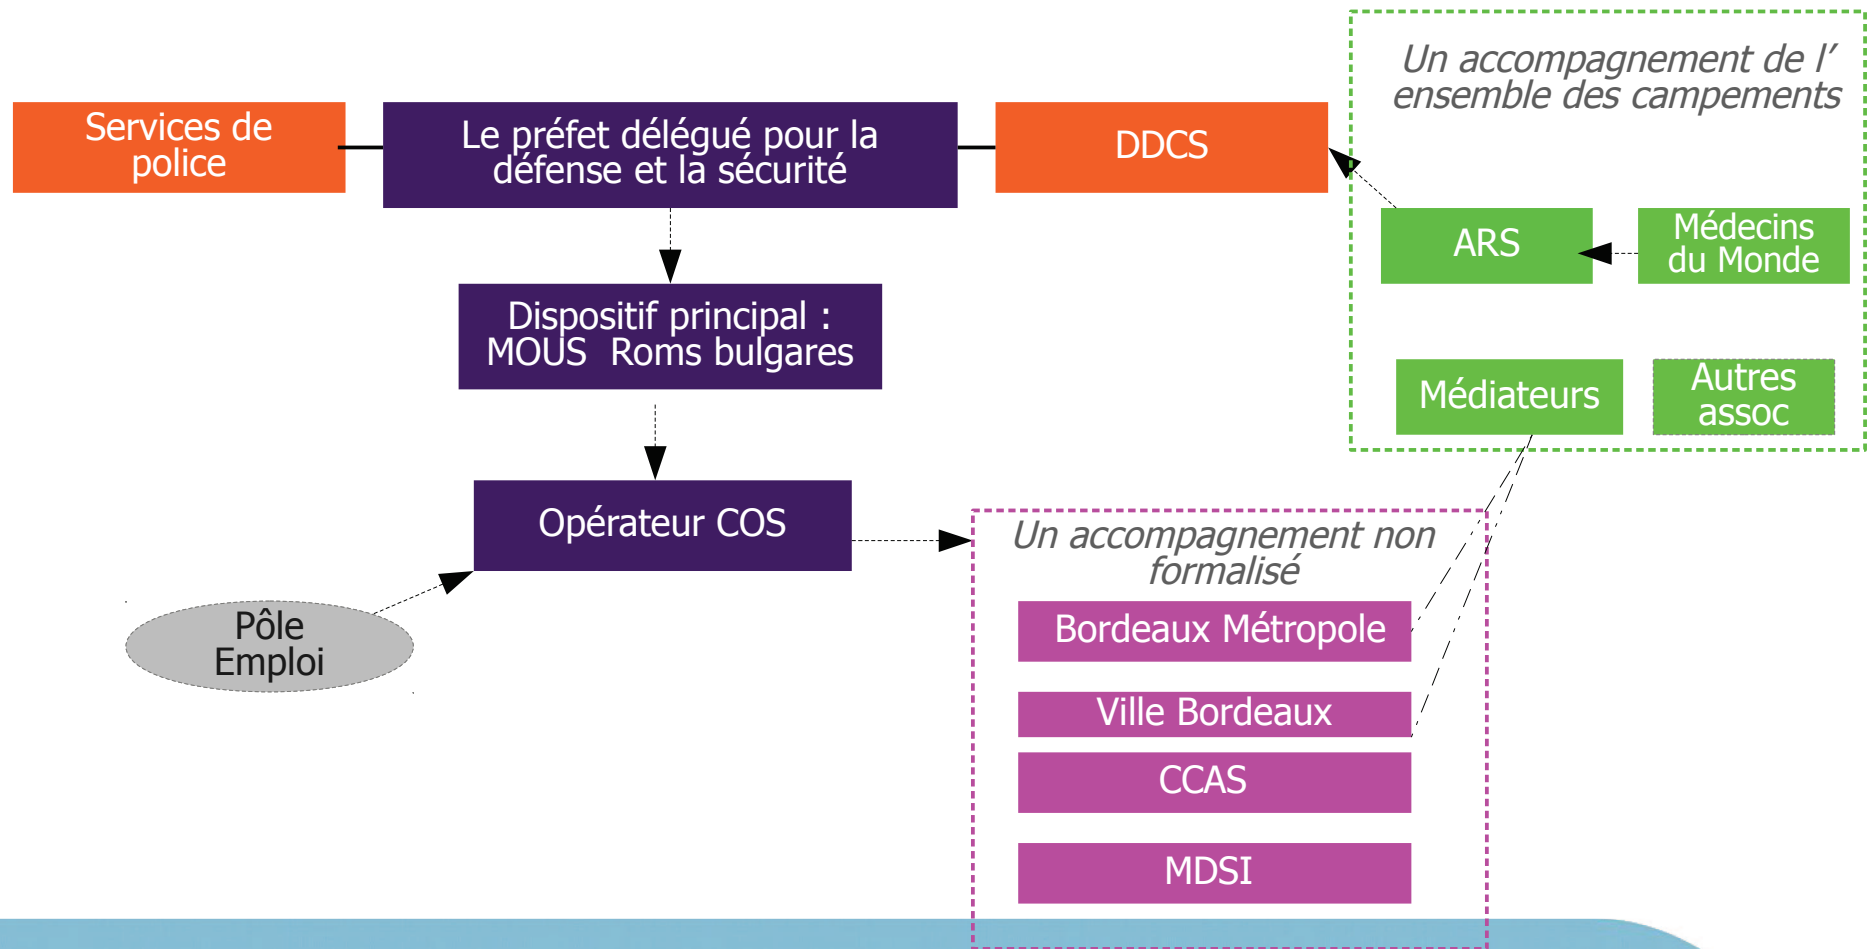 Un accompagnement de l’
ensemble des campements
Services de
police
Le préfet délégué pour la
défense et la sécurité
DDCS
ARS
Médecins
du Monde
Dispositif principal :
MOUS Roms bulgares
Médiateurs
Autres
assoc
Opérateur COS
Un accompagnement non
formalisé
Pôle
Emploi
Bordeaux Métropole
Ville Bordeaux
CCAS
MDSI